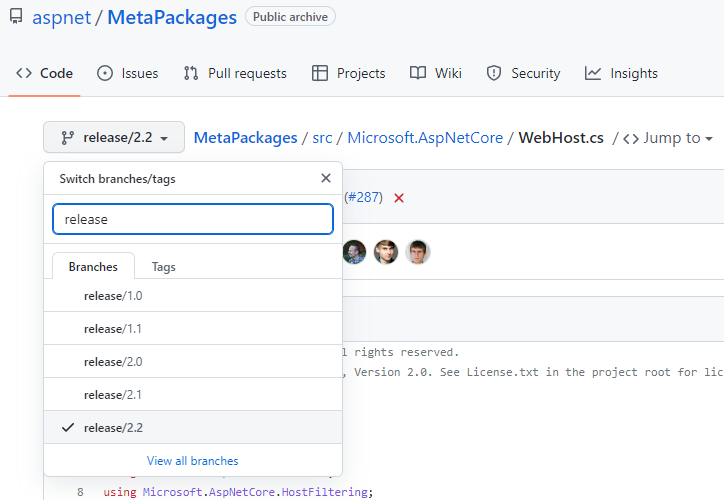 aspnet / MetaPackages Public archive
Code Issues Pull requests Projects Wiki Security Insights
release/2.2 MetaPackages / src / Microsoft.AspNetCore / WebHost.cs / <> Jump to
Switch branches/tags
(#287)
release
Branches Tags
release/1.0
release/1.1
release/2.0
l rights reserved.
, Version 2.0. See License.txt in the project root for lic
release/2.1
release/2.2
View all branches
8 using Microsoft.AspNetCore.HostFiltering;